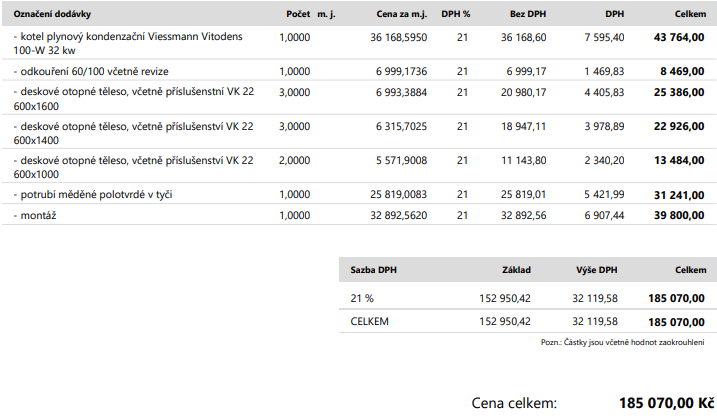 Označení dodávky Počet m. j. Cena za m.j. DPH % Bez DPH DPH Celkem
- kotel plynový kondenzační Viessmann Vitodens 1,0000 36 168,5950 21 36 168,60 7 595,40 43 764,00
100-W 32 kw
- odkouření 60/100 včetně revize 1,0000 6 999,1736 21 6 999,17 1 469,83 8 469,00
- deskové otopné těleso, včetně příslušenstní VK 22 3,0000 6 993,3884 21 20 980,17 4 405,83 25 386,00
600x1600
- deskové otopné těleso, včetně příslušenství VK 22 3,0000 6 315,7025 21 18 947,11 3 978,89 22 926,00
600x1400
- deskové otopné těleso, včetně příslušenství VK 22 2,0000 5 571,9008 21 11 143,80 2 340,20 13 484,00
600x1000
- potrubí měděné polotvrdé v tyči 1,0000 25 819,0083 21 25 819,01 5 421,99 31 241,00
- montáž 1,0000 32 892,5620 21 32 892,56 6 907,44 39 800,00
Sazba DPH Základ Výše DPH Celkem
21 % 152 950,42 32 119,58 185 070,00
CELKEM 152 950,42 32 119,58 185 070,00
Pozn.: Částky jsou včetně hodnot zaokrouhlení
Cena celkem: 185 070,00 Kč